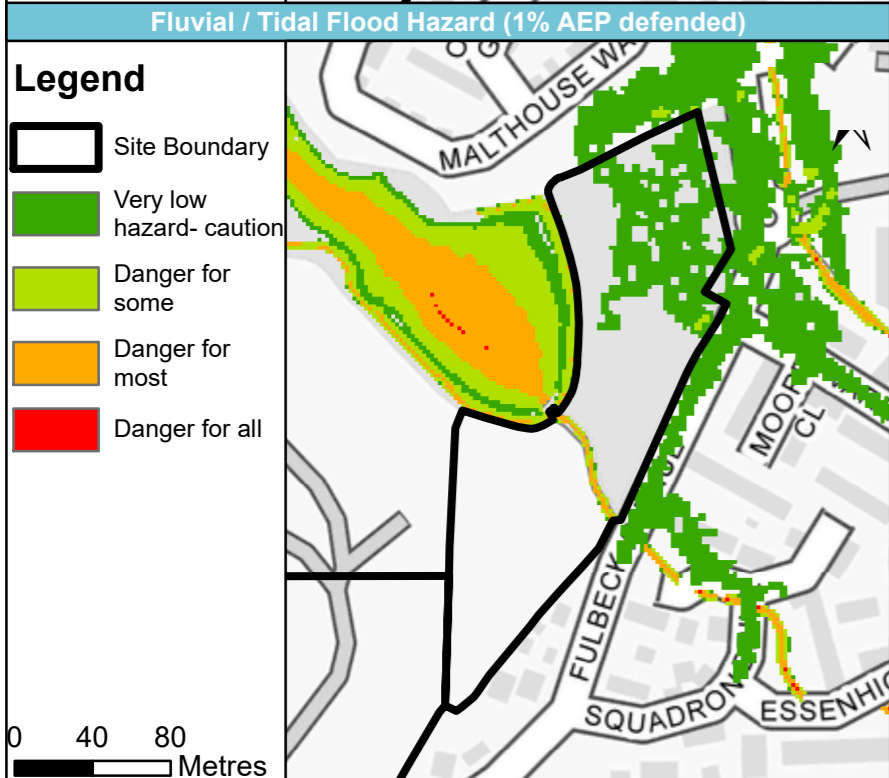 Fluvial / Tidal Flood Hazard (1% AEP defended)
Legend
Site Boundary
Very low
hazard- caution
Danger for
some
Danger for
most
Danger for all
0 40 80
Metres
MALTHOUSE WA
MOOR
CL
FULBECK
SQUADRON
ESSENHIG